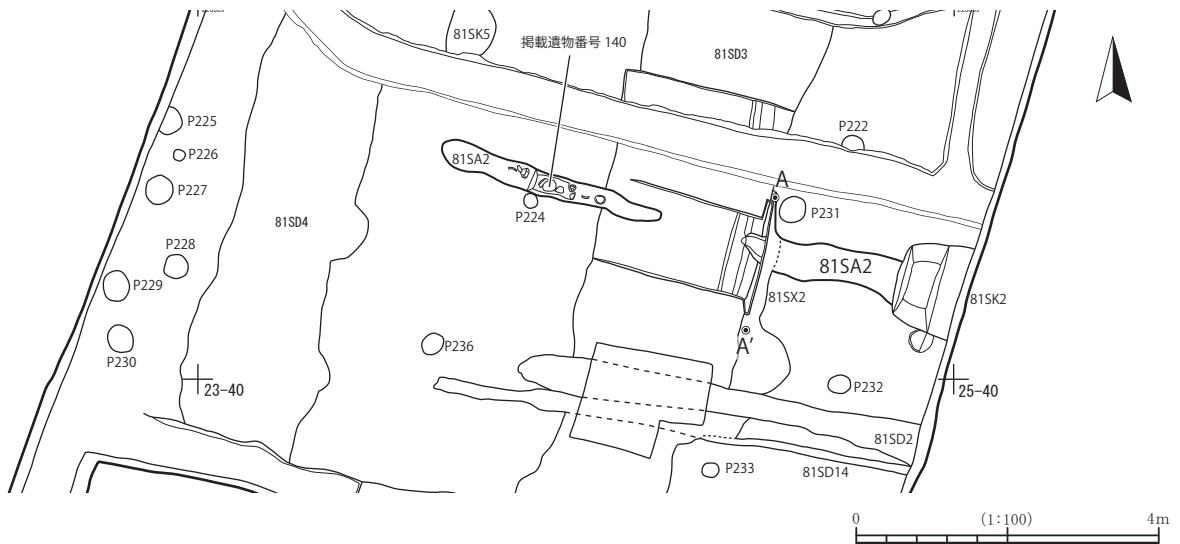 81SK5
掲載遺物番号 140
81SD3
P225
P226
P227
P222
81SA2
P224
A
P231
81SD4
P228
P229
81SA2
81SX2
81SK2
P230
P236
A'
P232
23-40
25-40
81SD2
P233
81SD14
0
(1:100)
4m